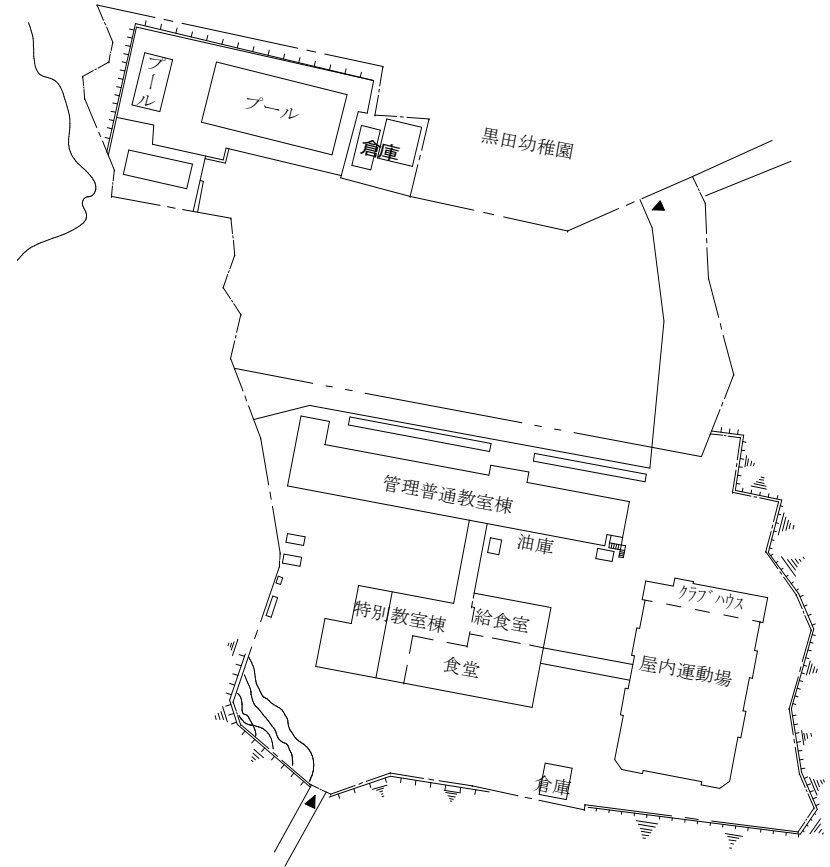 プール
プール
倉庫
黒田幼稚園
管理普通教室棟
油庫
クラブハウス
特別教室棟
給食室
食堂
屋内運動場
倉庫